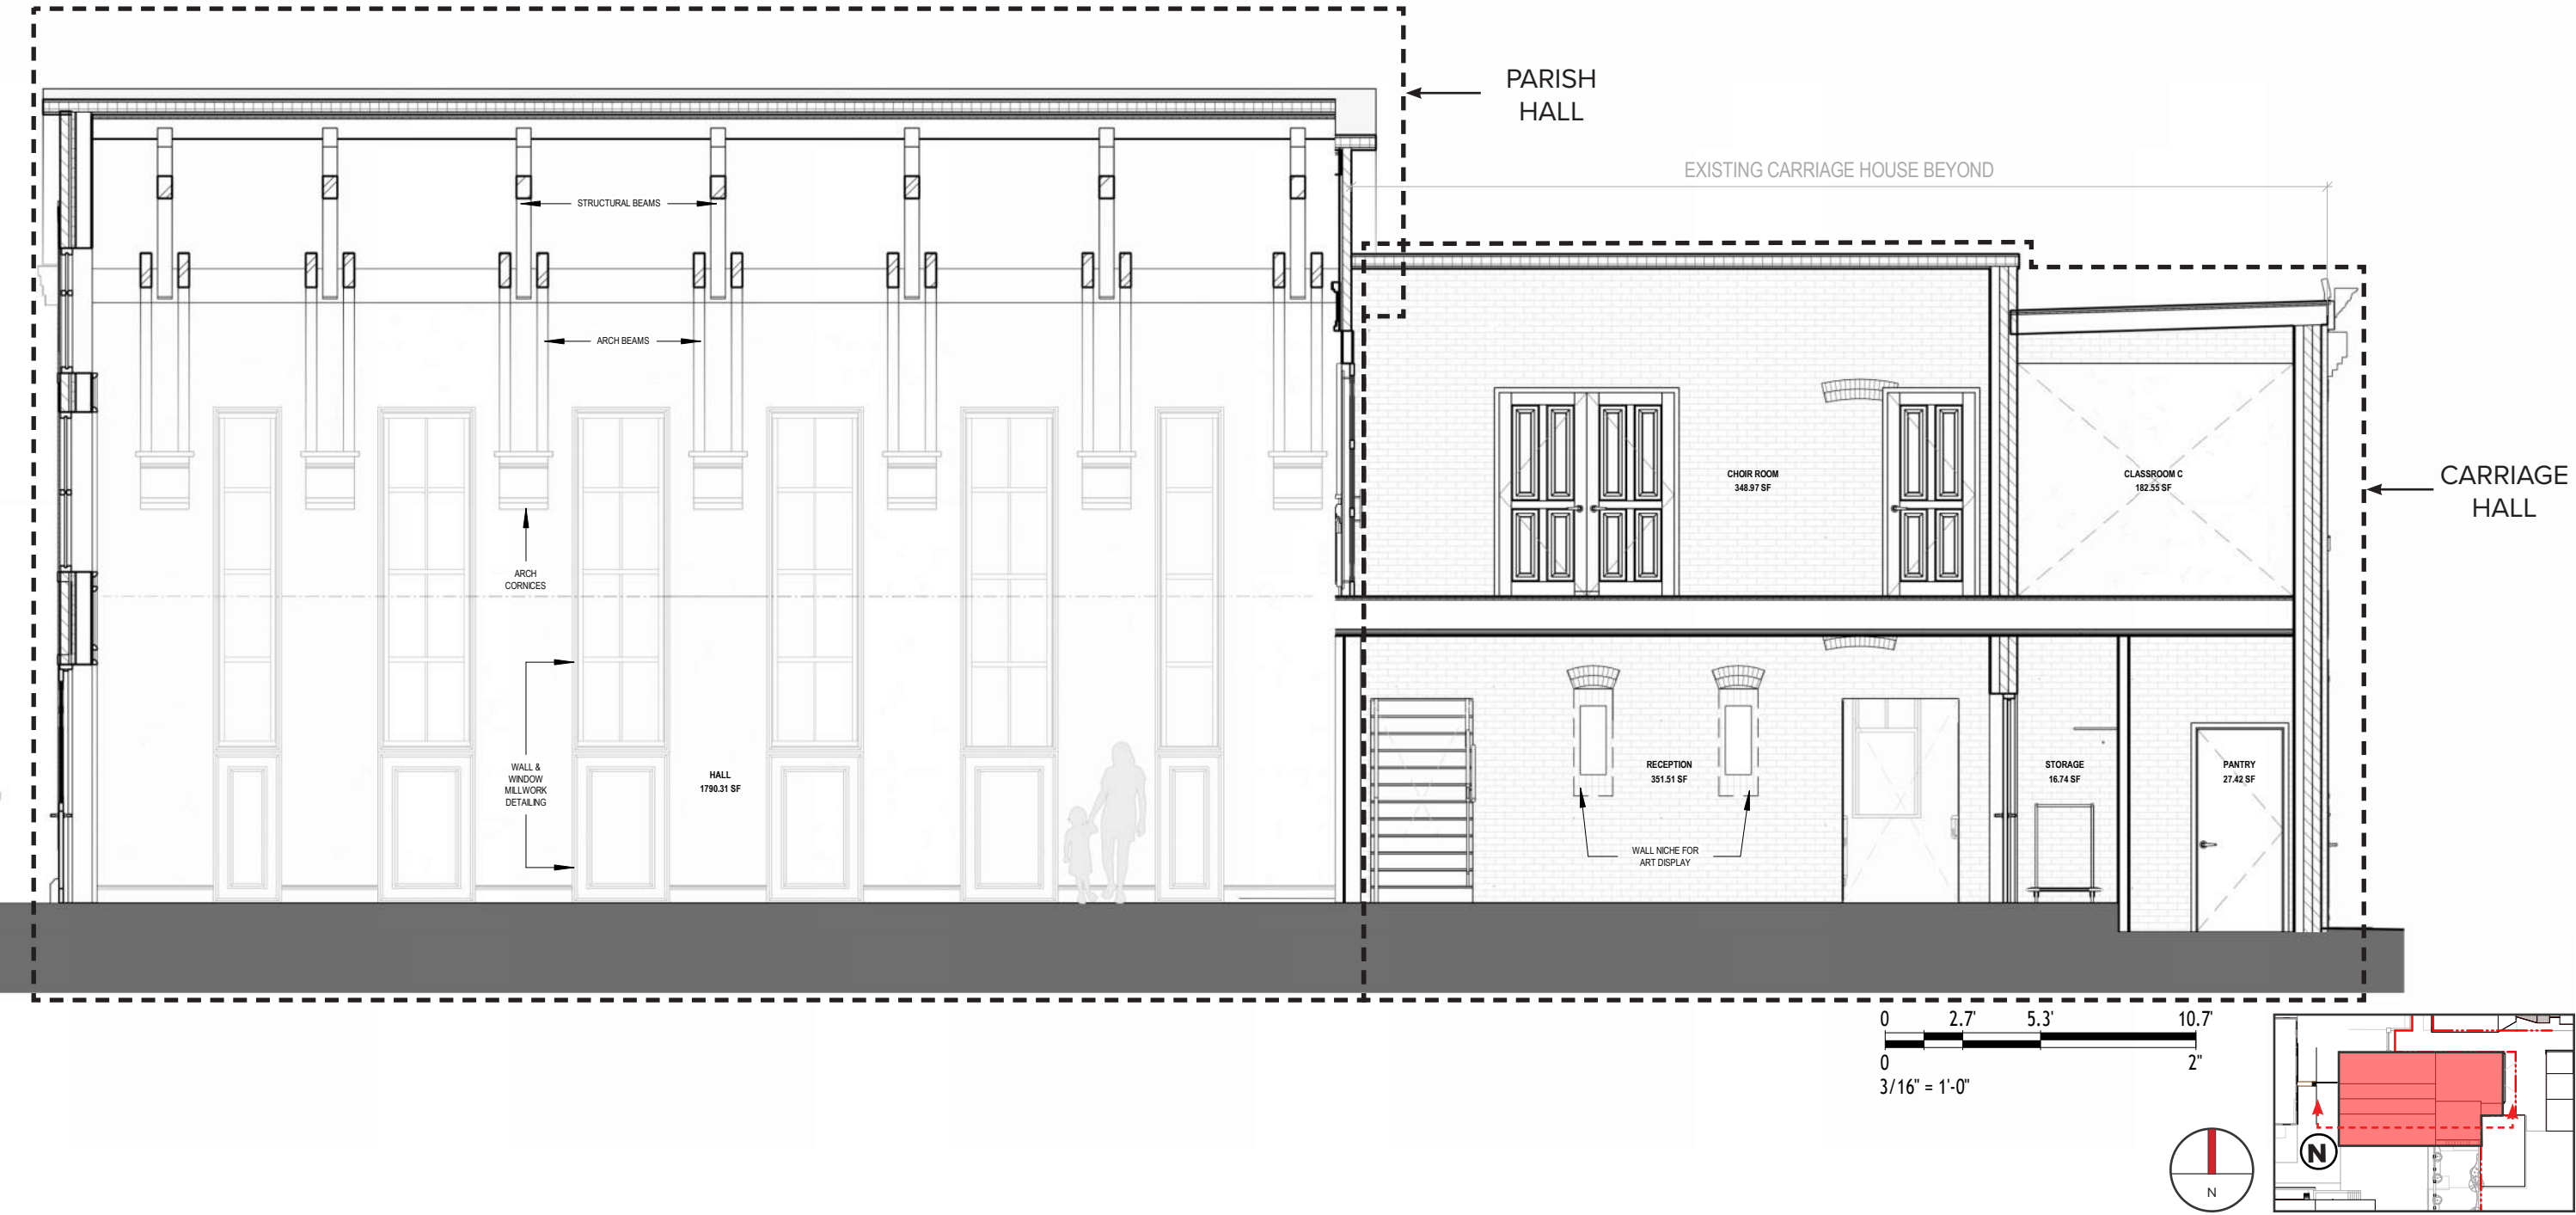 PARISH
HALL
EXISTING CARRIAGE HOUSE BEYOND
STRUCTURAL BEAMS
ARCH BEAMS
CHOIR ROOM
348.97 SF
CLASSROOM C
182.55 SF
CARRIAGE
HALL
ARCH
CORNICES
WALL &
WINDOW
MILLWORK
DETAILING
HALL
1790.31 SF
RECEPTION
351.51 SF
STORAGE
16.74 SF
PANTRY
27.42 SF
WALL NICHE FOR
ART DISPLAY
0 2.7' 5.3' 10.7'
0 2"
3/16" = 1'-0"
N
N